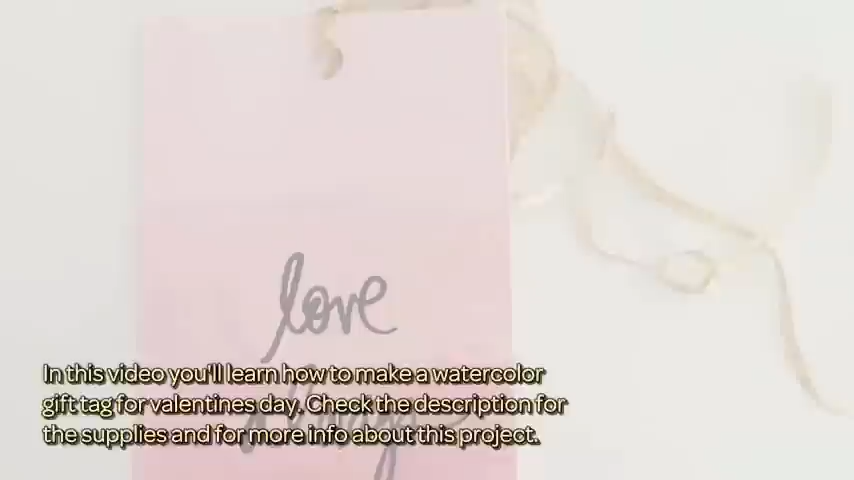 love
always
In this video you'll learn how to make a watercolor
gift tag for valentines day. Check the description for
the supplies and for more info about this project.